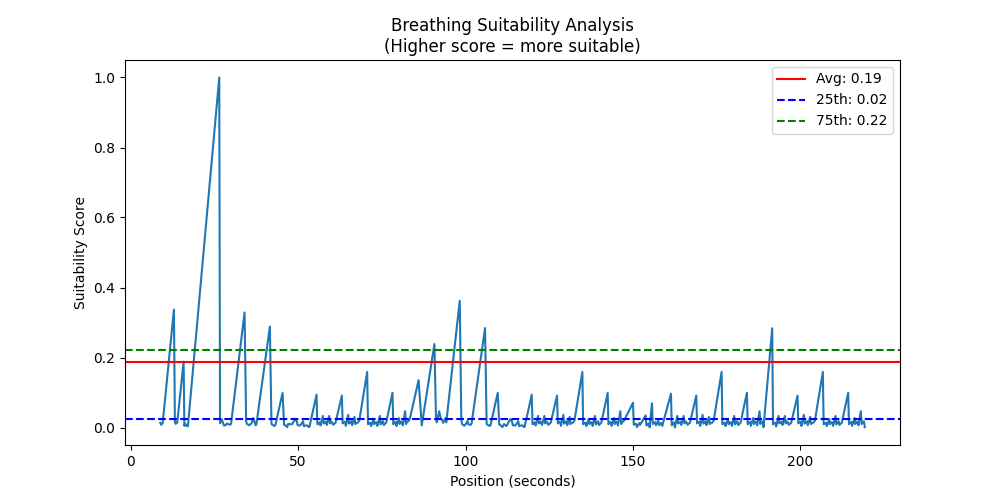 Breathing Suitability Analysis
(Higher score = more suitable)
Avg: 0.19
25th: 0.02
75th: 0.22
Suitability Score
1.0
0.8
0.6
0.4
0.2
0.0
0 50 100 150 200
Position (seconds)